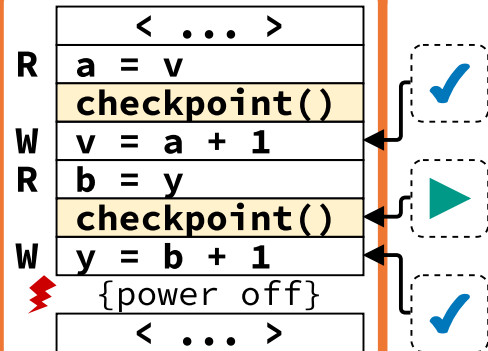 < ... >
R a = v
checkpoint()
W v = a + 1
R b = y
checkpoint()
W y = b + 1
{power off}
< ... >